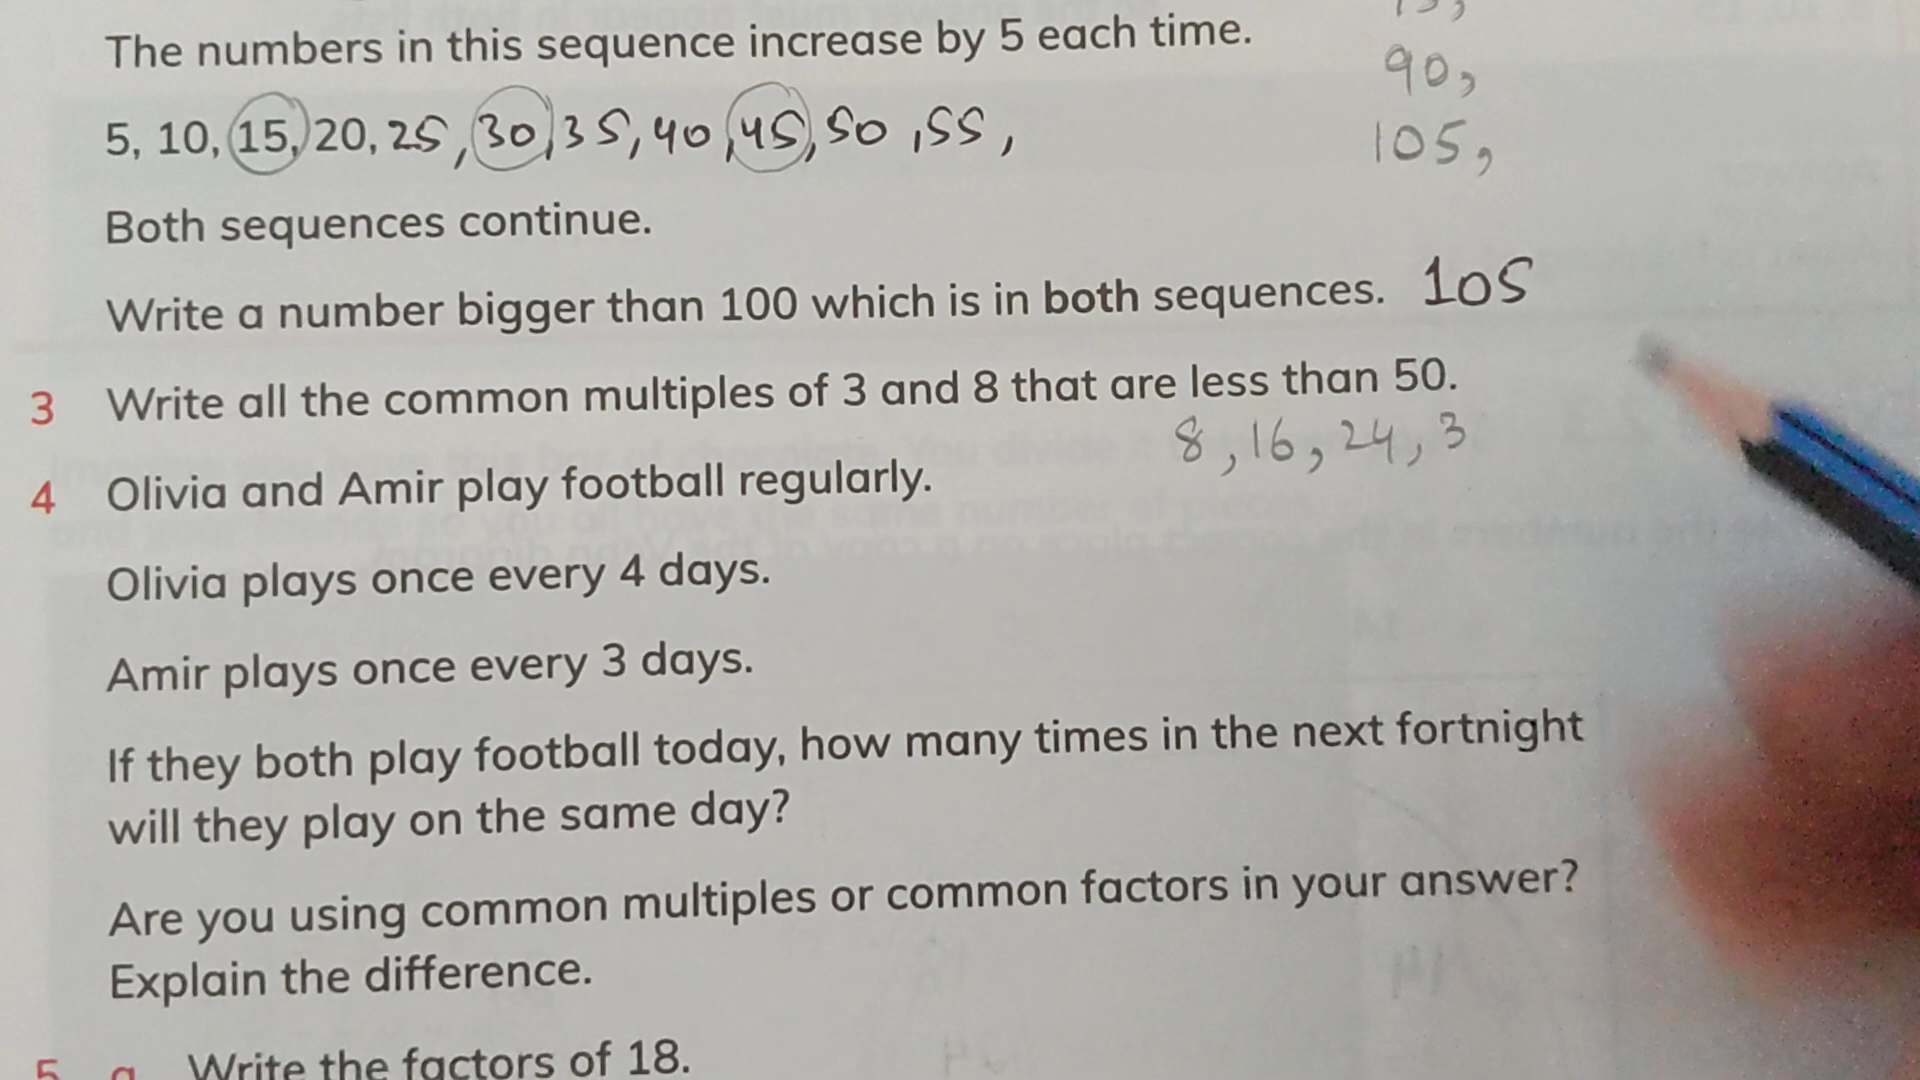 The numbers in this sequence increase by 5 each time.
90,
5, 10, 15, 20, 25, 30, 35, 40, 45, 50, 55,
105,
Both sequences continue.
Write a number bigger than 100 which is in both sequences. 105
3 Write all the common multiples of 3 and 8 that are less than 50.
8, 16, 24, 3
4 Olivia and Amir play football regularly.
Olivia plays once every 4 days.
Amir plays once every 3 days.
If they both play football today, how many times in the next fortnight
will they play on the same day?
Are you using common multiples or common factors in your answer?
Explain the difference.
5 a Write the factors of 18.